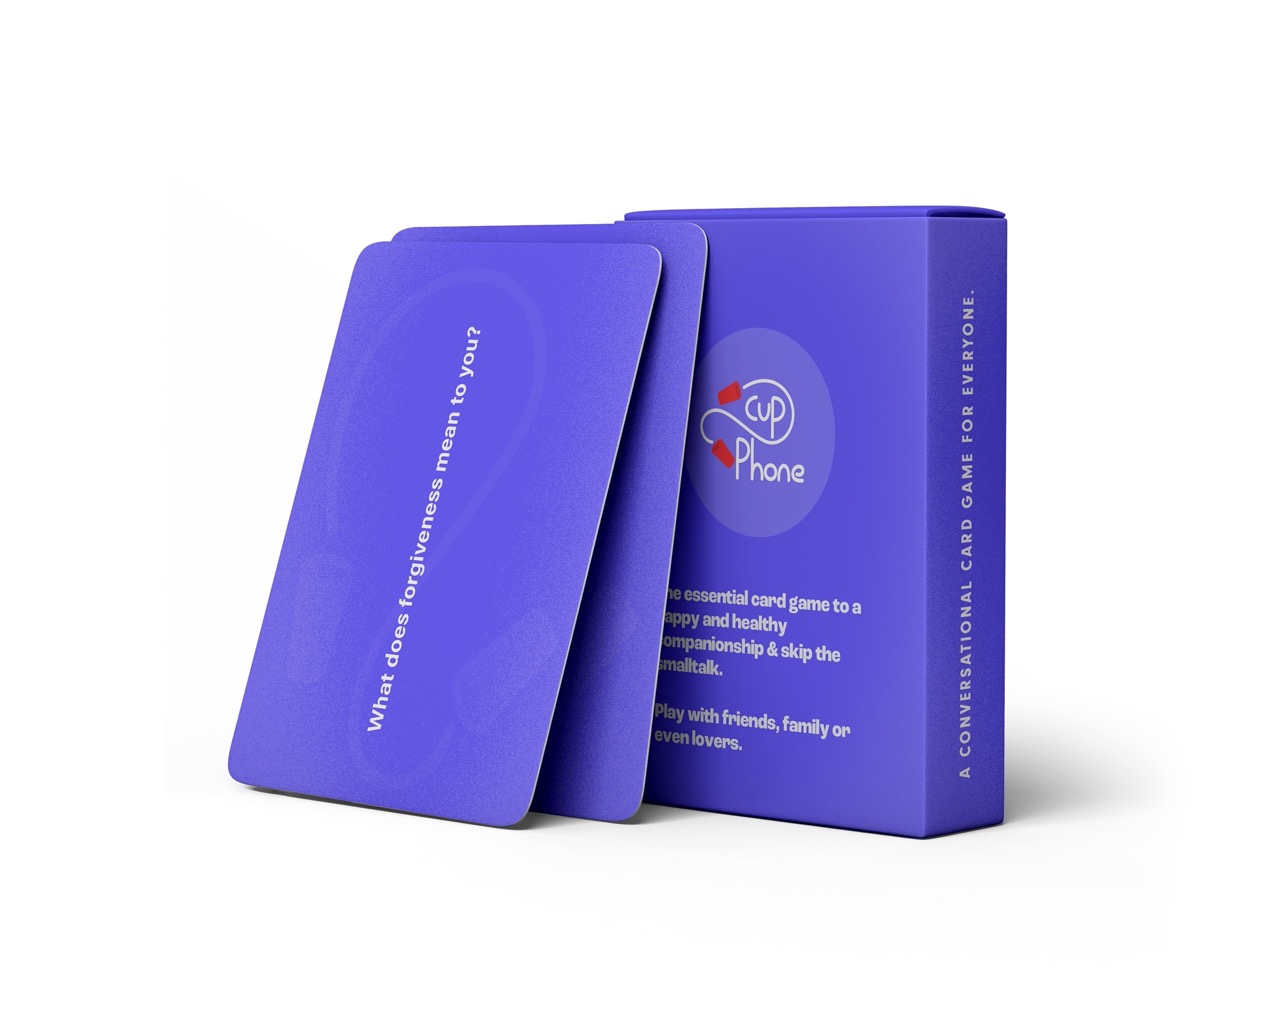 What does forgiveness mean to you?
cup
Phone
he essential card game to a
appy and healthy
ompanionship & skip the
smalltalk.
Play with friends, family or
even lovers.
A CONVERSATIONAL CARD GAME FOR EVERYONE.